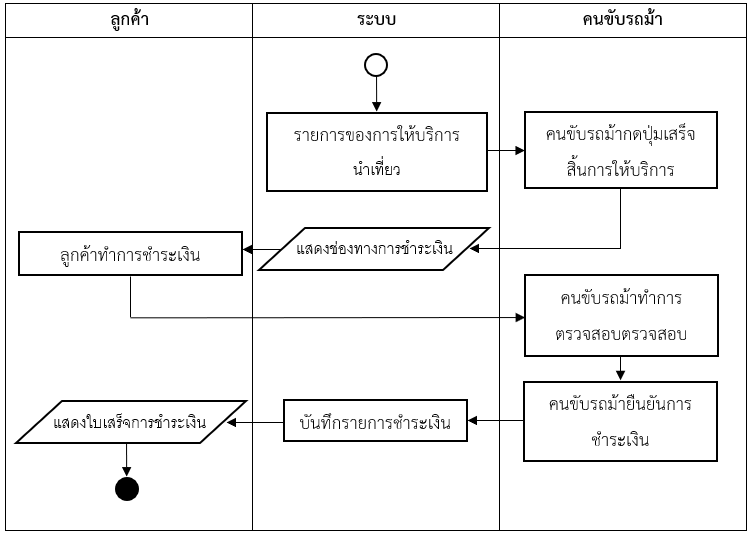 ลูกค้า
ระบบ
คนขับรถม้า
รายการของการให้บริการ
นำเที่ยว
คนขับรถม้ากดปุ่มเสร็จ
สิ้นการให้บริการ
แสดงช่องทางการชำระเงิน
ลูกค้าทำการชำระเงิน
คนขับรถม้าทำการ
ตรวจสอบตรวจสอบ
คนขับรถม้ายืนยันการ
ชำระเงิน
บันทึกรายการชำระเงิน
แสดงใบเสร็จการชำระเงิน